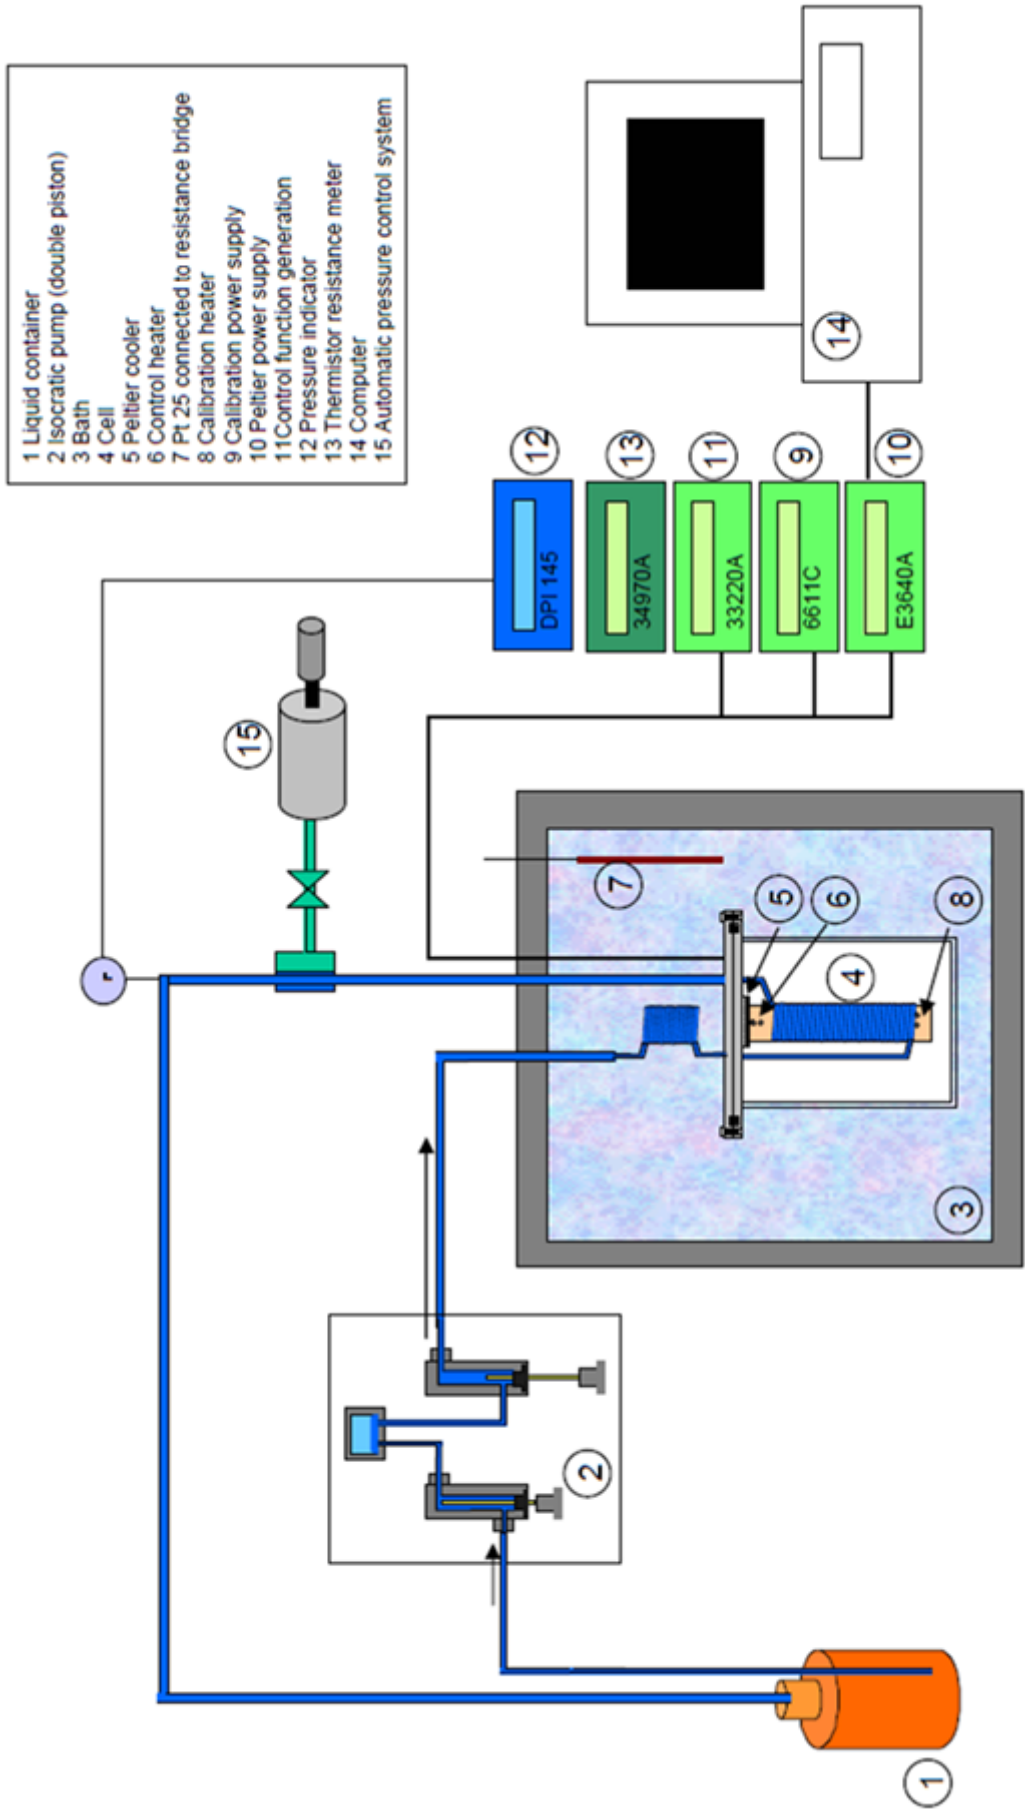 1 Liquid container
2 Isocratic pump (double piston)
3 Bath
4 Cell
5 Peltier cooler
6 Control heater
7 Pt 25 connected to resistance bridge
8 Calibration heater
9 Calibration power supply
10 Peltier power supply
11Control function generation
12 Pressure indicator
13 Thermistor resistance meter
14 Computer
15 Automatic pressure control system
1
2
3
4
5
6
7
8
r
15
DPI 145
12
34970A
13
33220A
11
6611C
9
E3640A
10
14